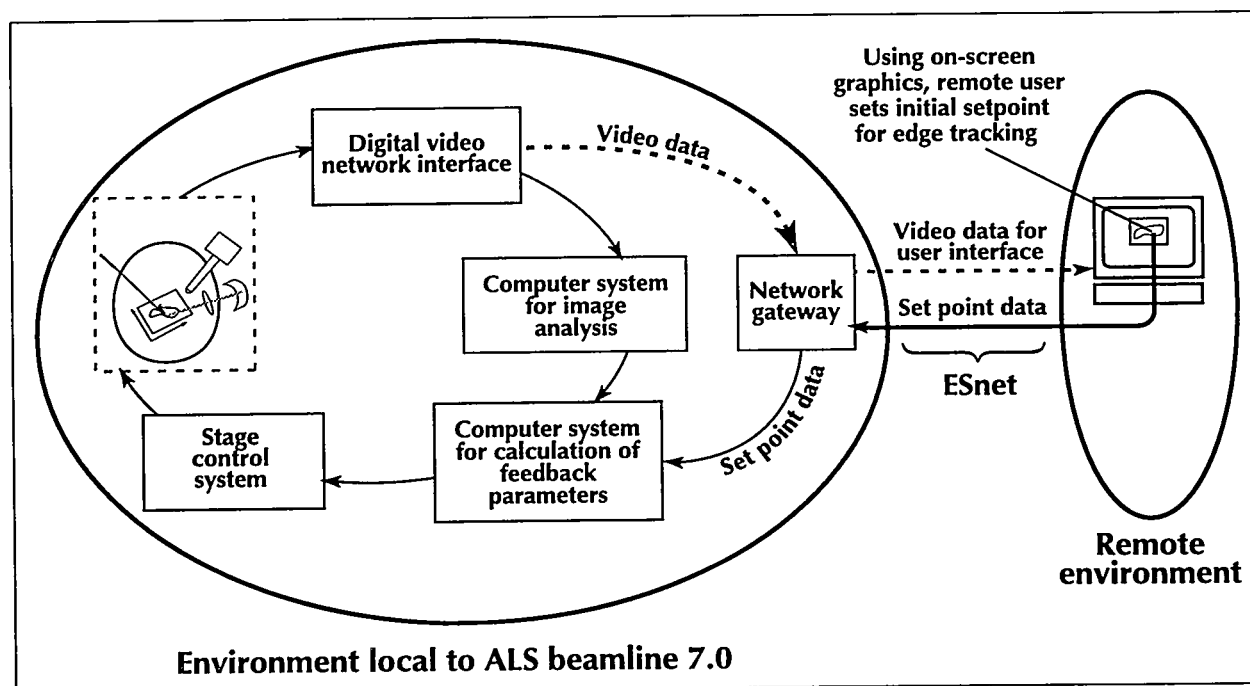 Using on-screen
graphics, remote user
sets initial setpoint
for edge tracking
Digital video
network interface
Video data
Video data for
user interface
Computer system
for image
analysis
Network
gateway
Set point data
ESnet
Set point data
Stage
control
system
Computer system
for calculation of
feedback
parameters
Remote
environment
Environment local to ALS beamline 7.0